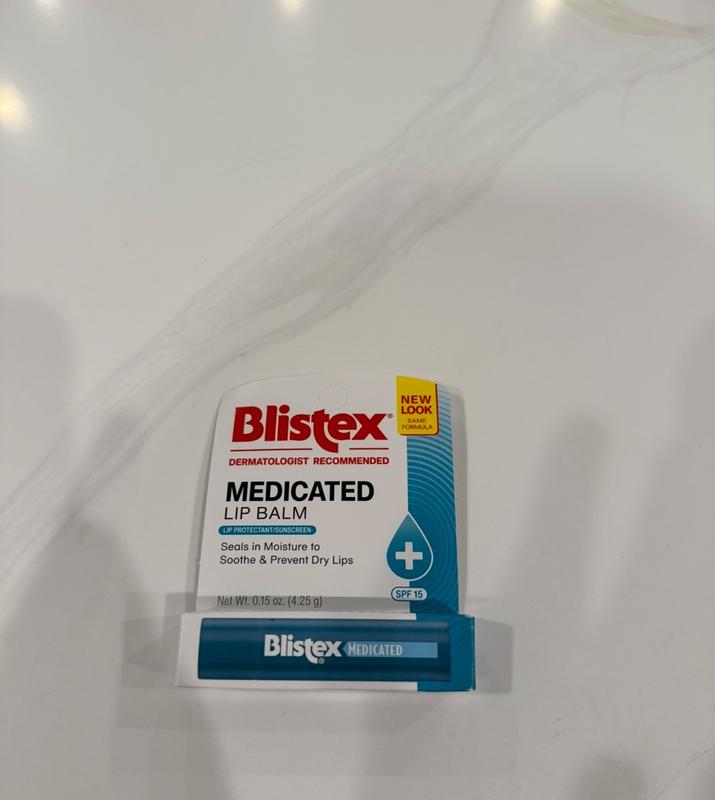 NEW
LOOK
SAME
FORMULA
Blistex®
DERMATOLOGIST RECOMMENDED
MEDICATED
LIP BALM
LIP PROTECTANT/SUNSCREEN
Seals in Moisture to
Soothe & Prevent Dry Lips
SPF 15
Net Wt. 0.15 oz. (4.25 g)
Blistex® MEDICATED